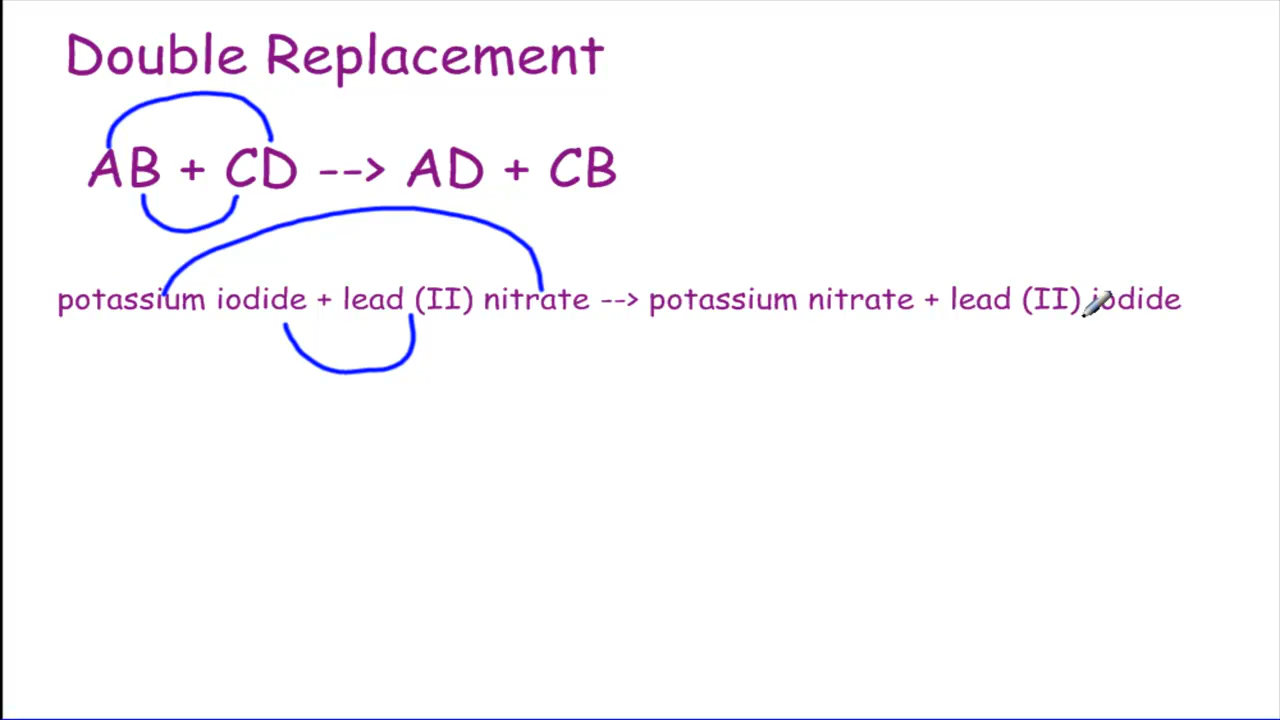 Double Replacement
AB + CD --> AD + CB
potassium iodide + lead (II) nitrate --> potassium nitrate + lead (II) iodide